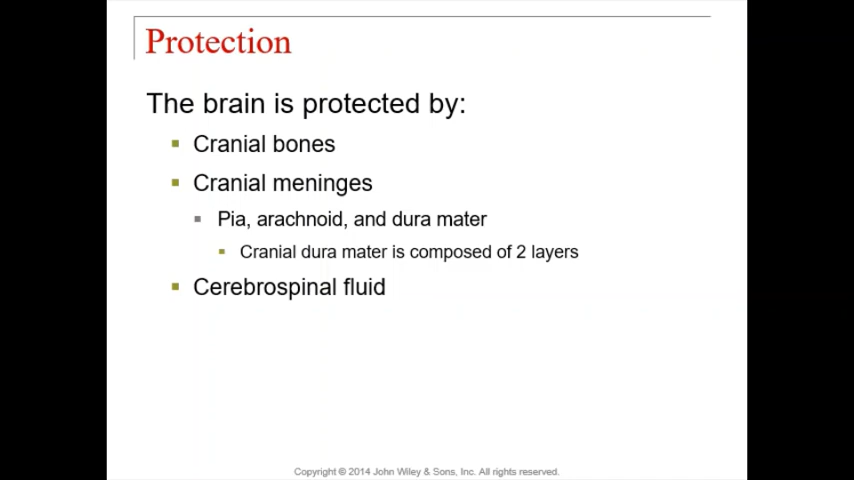 Protection
The brain is protected by:
Cranial bones
Cranial meninges
Pia, arachnoid, and dura mater
Cranial dura mater is composed of 2 layers
Cerebrospinal fluid
Copyright © 2014 John Wiley & Sons, Inc. All rights reserved.